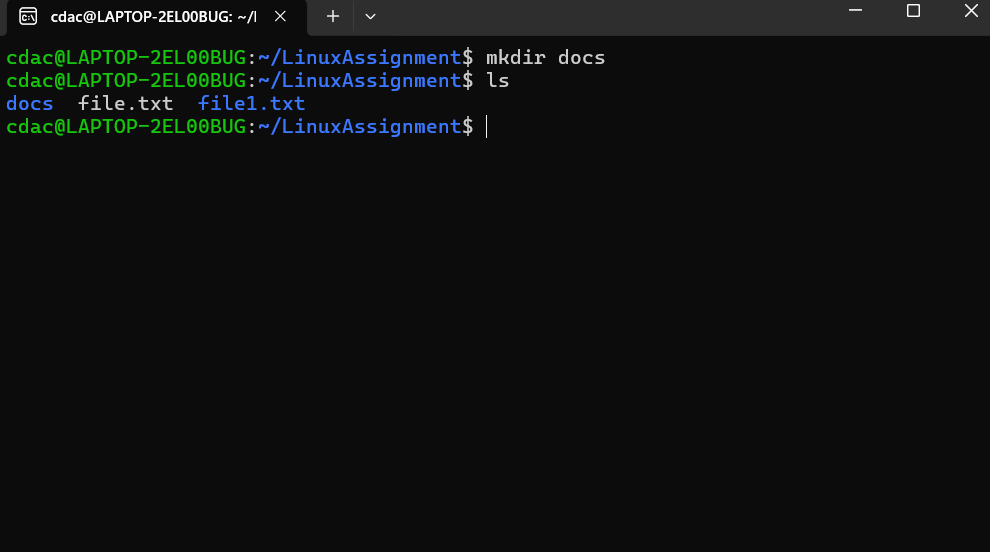 cdac@LAPTOP-2EL00BUG: ~/l
cdac@LAPTOP-2EL00BUG:~/LinuxAssignment$ mkdir docs
cdac@LAPTOP-2EL00BUG:~/LinuxAssignment$ ls
docs  file.txt  file1.txt
cdac@LAPTOP-2EL00BUG:~/LinuxAssignment$